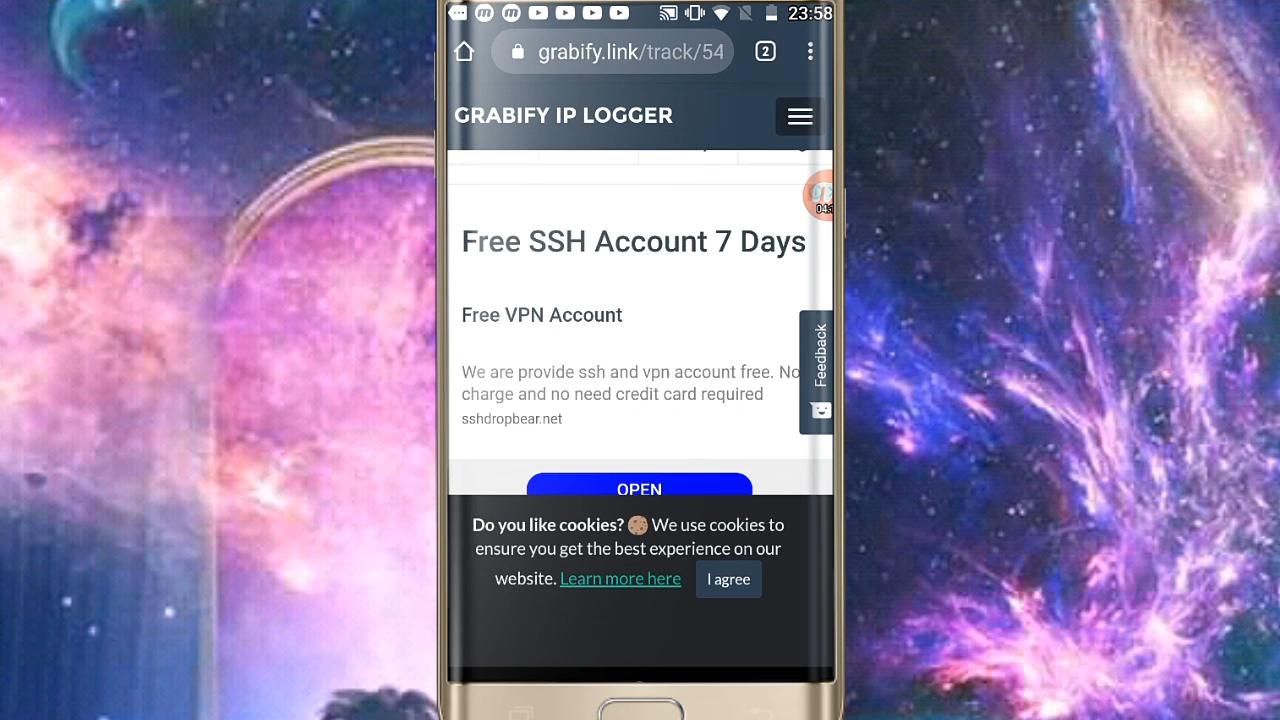 23:58
grabify.link/track/54
2
GRABIFY IP LOGGER
Free SSH Account 7 Days
Free VPN Account
We are provide ssh and vpn account free. No
charge and no need credit card required
sshdropbear.net
Feedback
OPEN
Do you like cookies? We use cookies to
ensure you get the best experience on our
website. Learn more here I agree